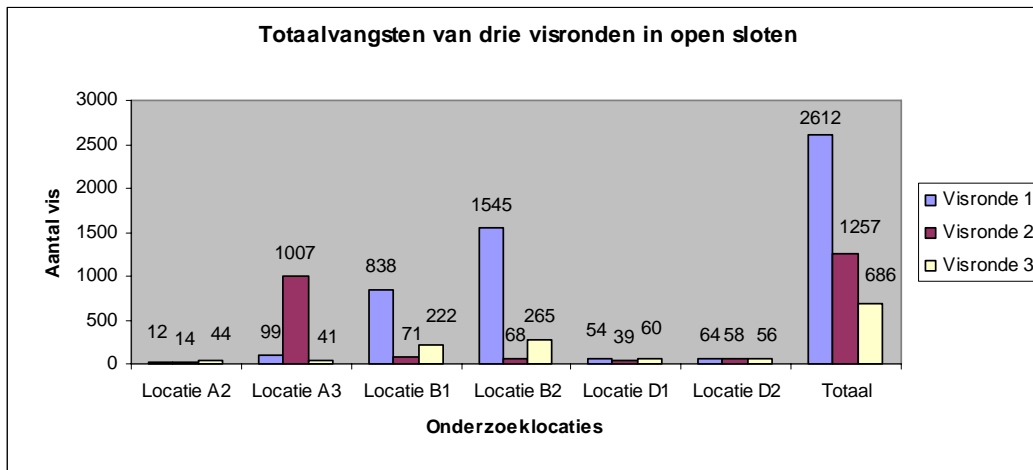 Totaalvangsten van drie visronden in open sloten
3000
2500
2000
1500
1000
500
0
Aantal vis
12 14 44
99 1007 41
838 71 222
1545 68 265
54 39 60
64 58 56
2612 1257 686
Locatie A2 Locatie A3 Locatie B1 Locatie B2 Locatie D1 Locatie D2 Totaal
Onderzoeklocaties
Visronde 1
Visronde 2
Visronde 3